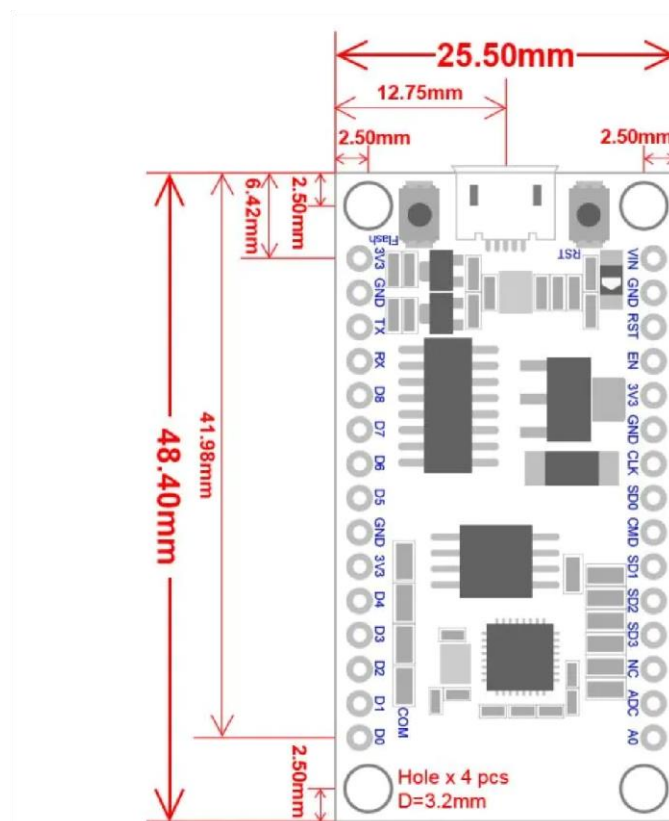 25.50mm
12.75mm
2.50mm
2.50mm
2.50mm
6.42mm
48.40mm
41.98mm
2.50mm
Flash
RST
3V3
GND
TX
RX
D8
D7
D6
D5
GND
3V3
D4
D3
D2
D1
D0
COM
VIN
GND
RST
EN
3V3
GND
CLK
SD0
CMD
SD1
SD2
SD3
NC
ADC
A0
Hole x 4 pcs
D=3.2mm